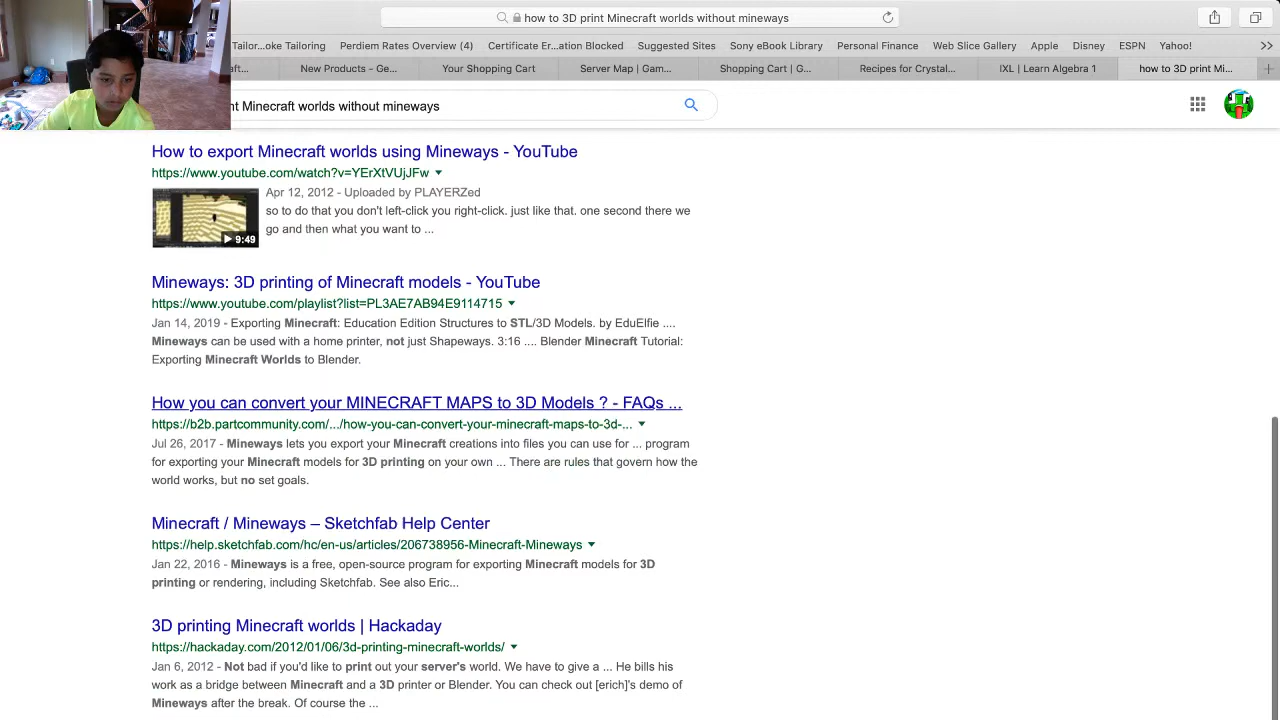 how to 3D print Minecraft worlds without mineways
Tailor...oke Tailoring Perdiem Rates Overview (4) Certificate Er...ation Blocked Suggested Sites Sony eBook Library Personal Finance Web Slice Gallery Apple Disney ESPN Yahoo!
aft... New Products - Ge... Your Shopping Cart Server Map | Gam... Shopping Cart | G... Recipes for Crystal... IXL | Learn Algebra 1 how to 3D print Mi...
nt Minecraft worlds without mineways
How to export Minecraft worlds using Mineways - YouTube
https://www.youtube.com/watch?v=YErXtVUjJFw
Apr 12, 2012 - Uploaded by PLAYERZed
so to do that you don't left-click you right-click. just like that. one second there we
go and then what you want to ...
9:49
Mineways: 3D printing of Minecraft models - YouTube
https://www.youtube.com/playlist?list=PL3AE7AB94E9114715
Jan 14, 2019 - Exporting Minecraft: Education Edition Structures to STL/3D Models. by EduElfie ....
Mineways can be used with a home printer, not just Shapeways. 3:16 .... Blender Minecraft Tutorial:
Exporting Minecraft Worlds to Blender.
How you can convert your MINECRAFT MAPS to 3D Models ? - FAQs ...
https://b2b.partcommunity.com/.../how-you-can-convert-your-minecraft-maps-to-3d-...
Jul 26, 2017 - Mineways lets you export your Minecraft creations into files you can use for ... program
for exporting your Minecraft models for 3D printing on your own ... There are rules that govern how the
world works, but no set goals.
Minecraft / Mineways – Sketchfab Help Center
https://help.sketchfab.com/hc/en-us/articles/206738956-Minecraft-Mineways
Jan 22, 2016 - Mineways is a free, open-source program for exporting Minecraft models for 3D
printing or rendering, including Sketchfab. See also Eric...
3D printing Minecraft worlds | Hackaday
https://hackaday.com/2012/01/06/3d-printing-minecraft-worlds/
Jan 6, 2012 - Not bad if you'd like to print out your server's world. We have to give a ... He bills his
work as a bridge between Minecraft and a 3D printer or Blender. You can check out [erich]'s demo of
Mineways after the break. Of course the ...